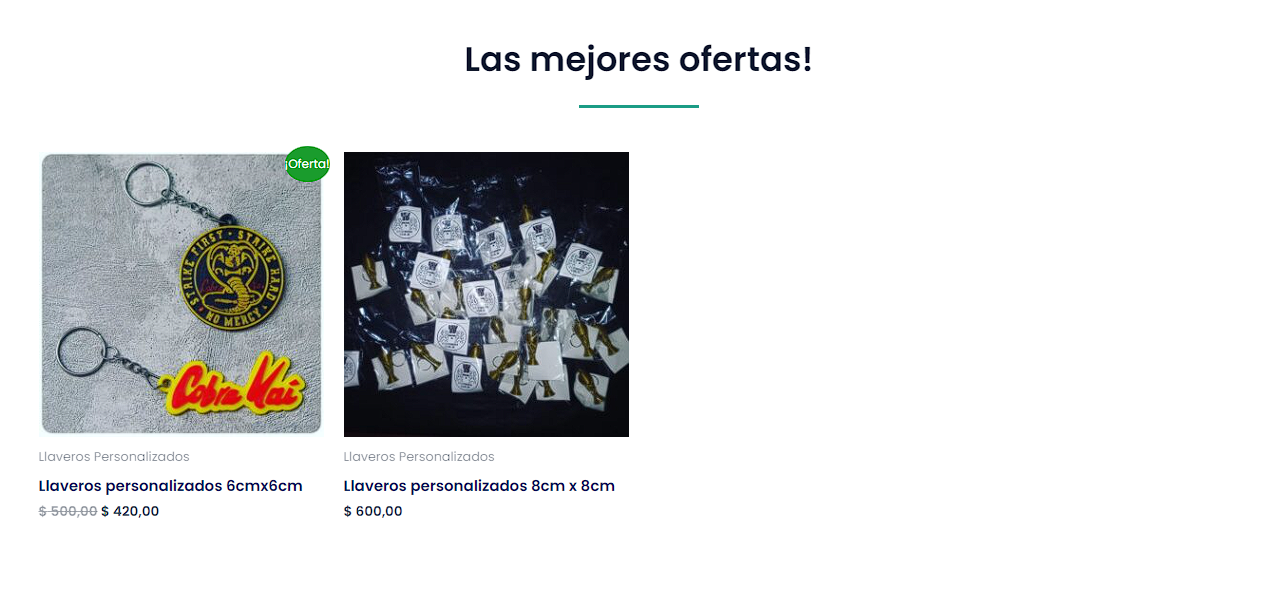 Las mejores ofertas!
¡Oferta!
STRIKE FIRST · STRIKE HARD · NO MERCY ·
Cobra Kai
Llaveros Personalizados
Llaveros personalizados 6cmx6cm
$ 500,00 $ 420,00
Llaveros Personalizados
Llaveros personalizados 8cm x 8cm
$ 600,00